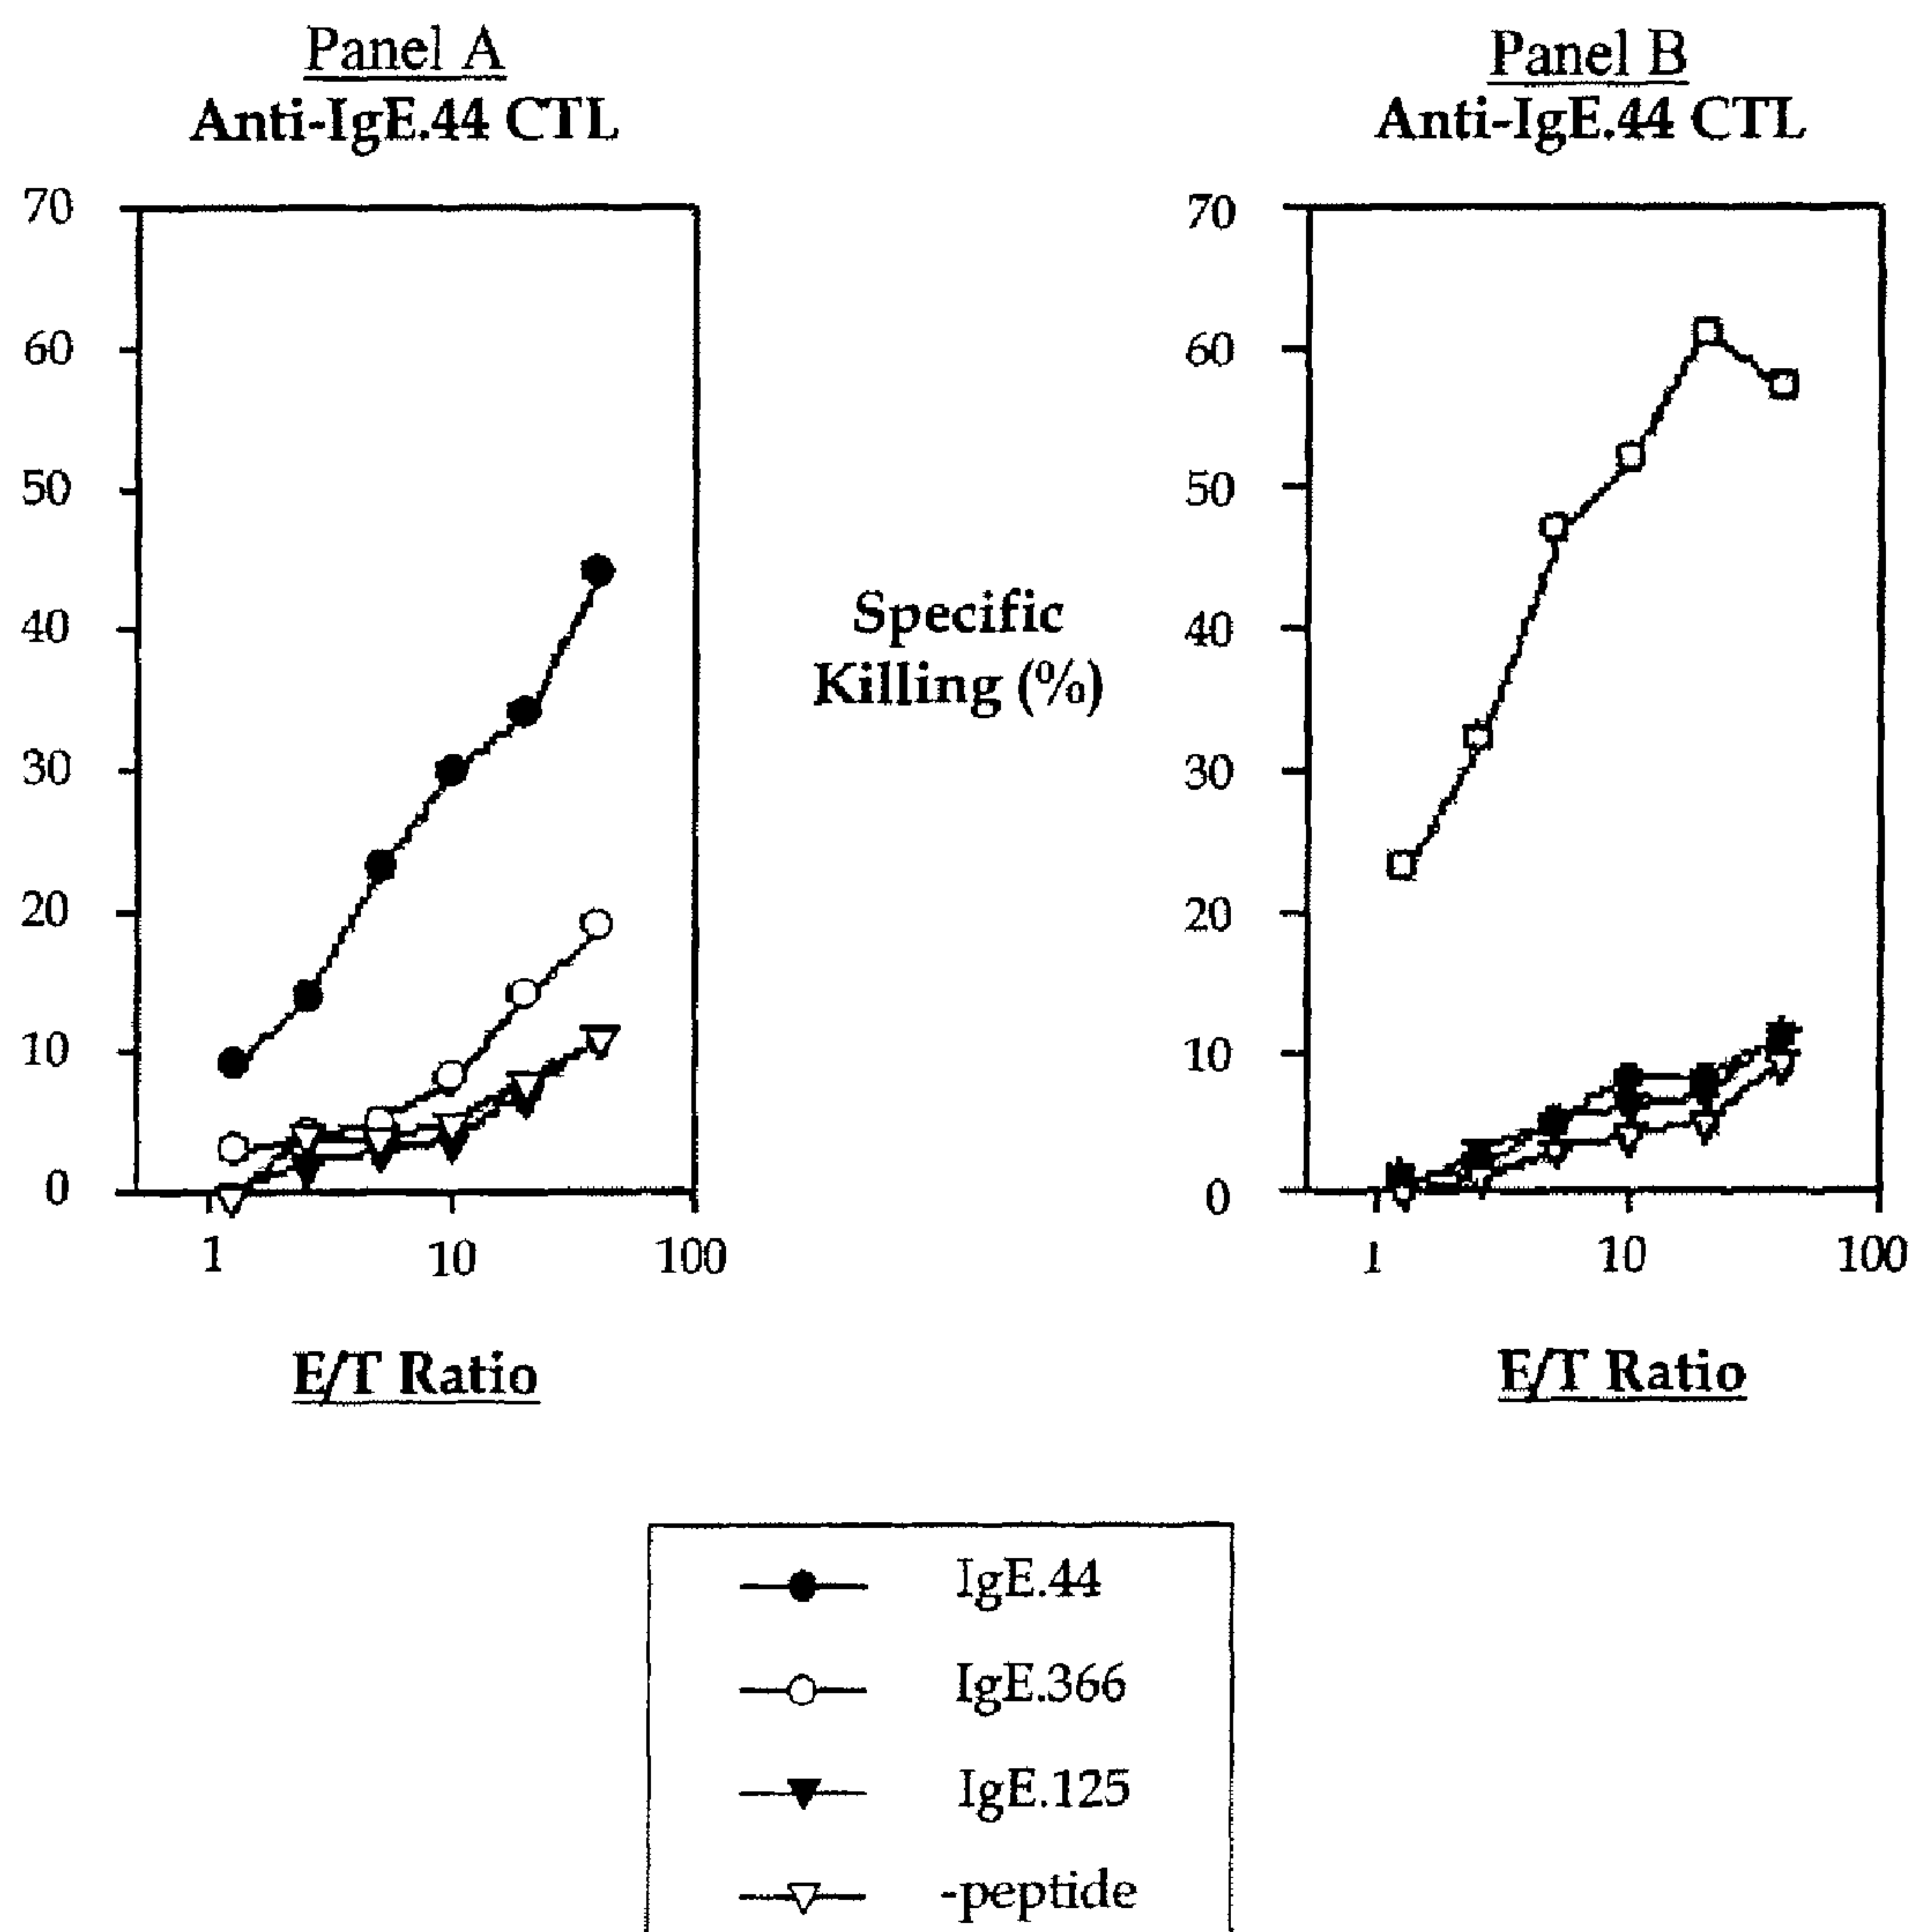 Panel A
Anti-IgE.44 CTL
70
60
50
40
30
20
10
0
1 10 100
E/T Ratio
Specific
Killing (%)
Panel B
Anti-IgE.44 CTL
70
60
50
40
30
20
10
0
1 10 100
E/T Ratio
IgE.44
IgE.366
IgE.125
-peptide